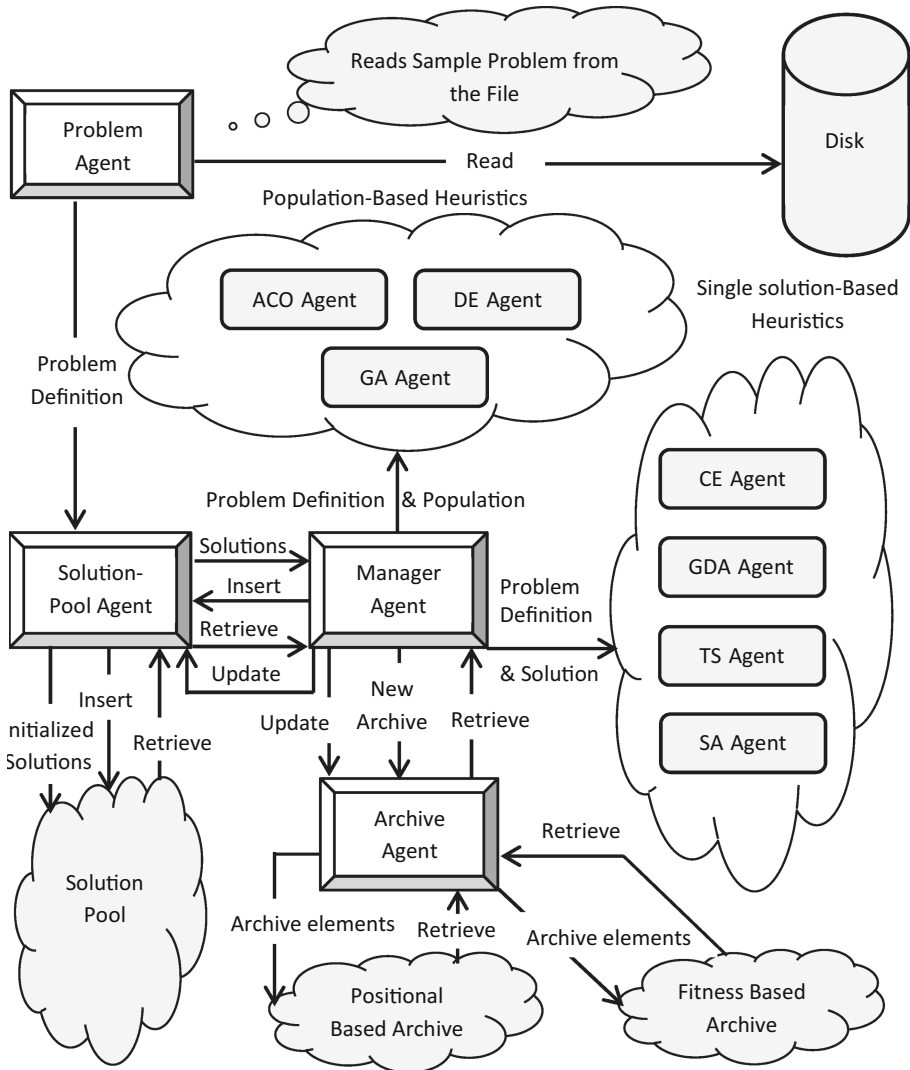 Reads Sample Problem from
the File
Problem
Agent
Read
Disk
Population-Based Heuristics
ACO Agent
DE Agent
GA Agent
Single solution-Based
Heuristics
Problem
Definition
Problem Definition & Population
CE Agent
GDA Agent
TS Agent
SA Agent
Solution-
Pool Agent
Solutions
Insert
Retrieve
Update
Manager
Agent
Problem
Definition
& Solution
Insert
nitialized
Solutions
Retrieve
Update
New
Archive
Retrieve
Archive
Agent
Retrieve
Solution
Pool
Archive elements
Retrieve
Archive elements
Positional
Based Archive
Fitness Based
Archive